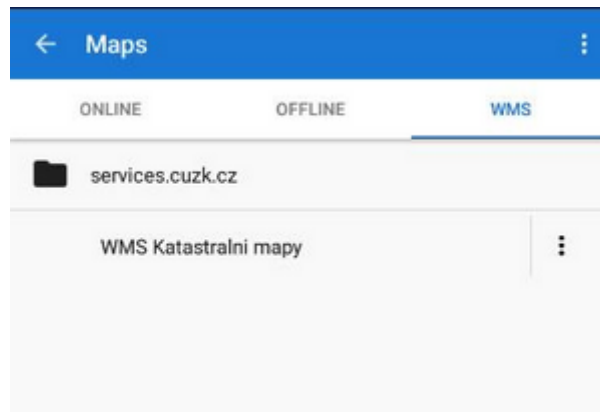 Maps
ONLINE OFFLINE WMS
services.cuzk.cz
WMS Katastralni mapy